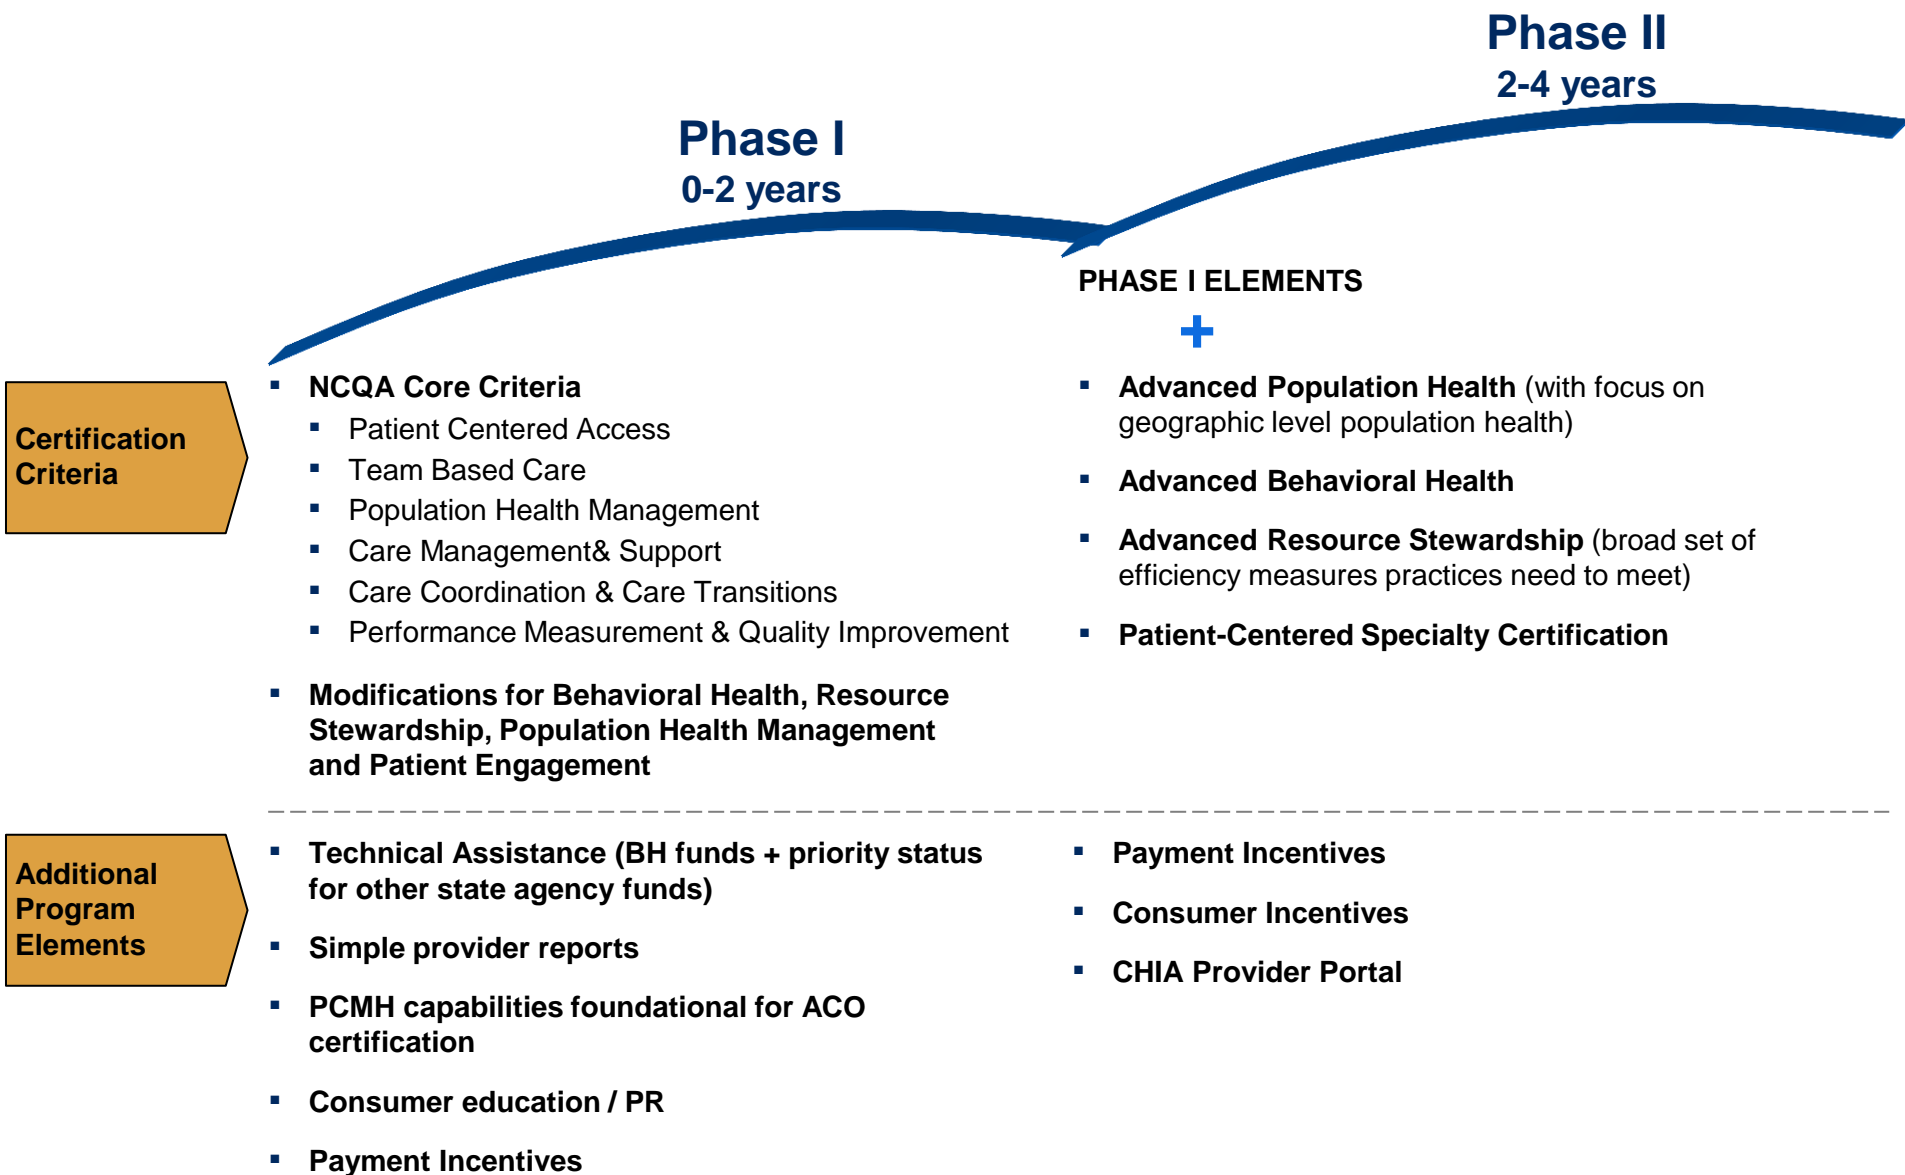 Phase II
2-4 years
Phase I
0-2 years
PHASE I ELEMENTS
+
Certification
Criteria
▪ NCQA Core Criteria
▪ Patient Centered Access
▪ Team Based Care
▪ Population Health Management
▪ Care Management& Support
▪ Care Coordination & Care Transitions
▪ Performance Measurement & Quality Improvement
▪ Modifications for Behavioral Health, Resource
Stewardship, Population Health Management
and Patient Engagement
▪ Advanced Population Health (with focus on
geographic level population health)
▪ Advanced Behavioral Health
▪ Advanced Resource Stewardship (broad set of
efficiency measures practices need to meet)
▪ Patient-Centered Specialty Certification
Additional
Program
Elements
▪ Technical Assistance (BH funds + priority status
for other state agency funds)
▪ Simple provider reports
▪ PCMH capabilities foundational for ACO
certification
▪ Consumer education / PR
▪ Payment Incentives
▪ Payment Incentives
▪ Consumer Incentives
▪ CHIA Provider Portal